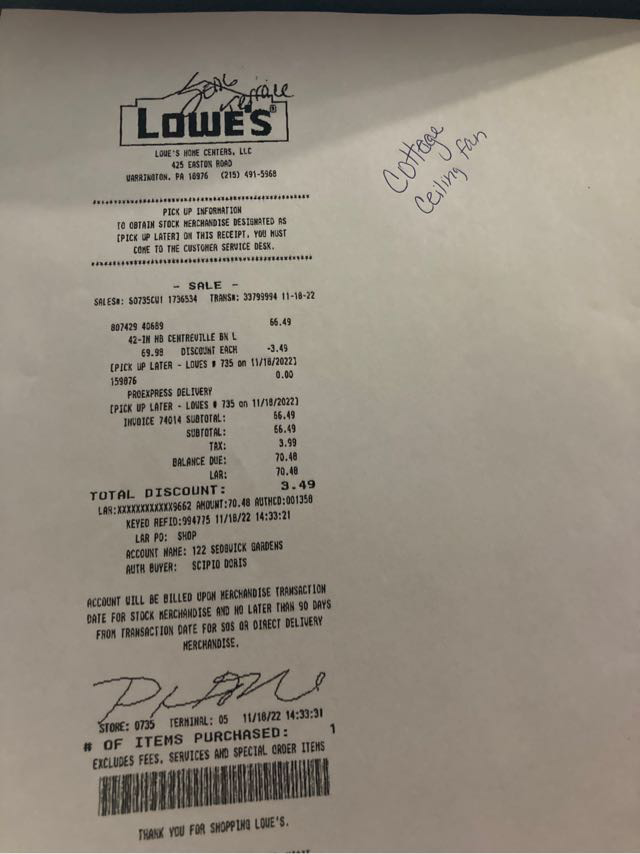 Cottage
Ceiling fan
LOWE'S®
LOWE'S HOME CENTERS, LLC
425 EASTON ROAD
WARRINGTON, PA 18976 (215) 491-5968
PICK UP INFORMATION
TO OBTAIN STOCK MERCHANDISE DESIGNATED AS
[PICK UP LATER] ON THIS RECEIPT, YOU MUST
COME TO THE CUSTOMER SERVICE DESK.
- SALE -
SALES#: S0735CW1 1736534 TRANS#: 33799994 11-18-22
807429 40689 66.49
42-IN HB CENTREVILLE BN L
69.98 DISCOUNT EACH -3.49
[PICK UP LATER - LOWES # 735 on 11/18/2022]
159876 0.00
PROEXPRESS DELIVERY
[PICK UP LATER - LOWES # 735 on 11/18/2022]
INVOICE 74014 SUBTOTAL: 66.49
SUBTOTAL: 66.49
TAX: 3.99
BALANCE DUE: 70.48
LAR: 70.48
TOTAL DISCOUNT: 3.49
LAR:XXXXXXXXXXXX9662 AMOUNT:70.48 AUTHCD:001358
KEYED REFID:994775 11/18/22 14:33:21
LAR PO: SHOP
ACCOUNT NAME: 122 SEDGWICK GARDENS
AUTH BUYER: SCIPIO DORIS
ACCOUNT WILL BE BILLED UPON MERCHANDISE TRANSACTION
DATE FOR STOCK MERCHANDISE AND NO LATER THAN 90 DAYS
FROM TRANSACTION DATE FOR SOS OR DIRECT DELIVERY
MERCHANDISE.
STORE: 0735 TERMINAL: 05 11/18/22 14:33:31
# OF ITEMS PURCHASED: 1
EXCLUDES FEES, SERVICES AND SPECIAL ORDER ITEMS
THANK YOU FOR SHOPPING LOWE'S.